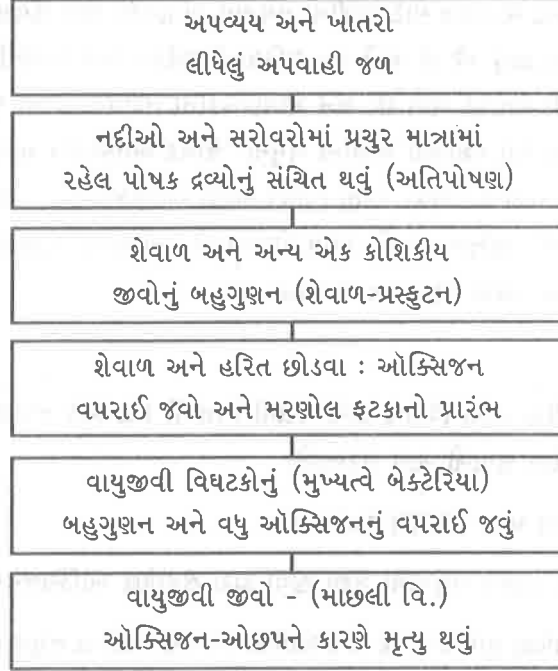 અપવ્યય અને ખાતરો
લીધેલું અપવાહી જળ
નદીઓ અને સરોવરોમાં પ્રચુર માત્રામાં
રહેલ પોષક દ્રવ્યોનું સંચિત થવું (અતિપોષણ)
શેવાળ અને અન્ય એક કોશિકીય
જીવોનું બહુગુણન (શેવાળ-પ્રસ્ફુટન)
શેવાળ અને હરિત છોડવા : ઑક્સિજન
વપરાઈ જવો અને મરણોલ ફટકાનો પ્રારંભ
વાયુજીવી વિઘટકોનું (મુખ્યત્વે બેક્ટેરિયા)
બહુગુણન અને વધુ ઑક્સિજનનું વપરાઈ જવું
વાયુજીવી જીવો - (માછલી વિ.)
ઑક્સિજન-ઓછપને કારણે મૃત્યુ થવું